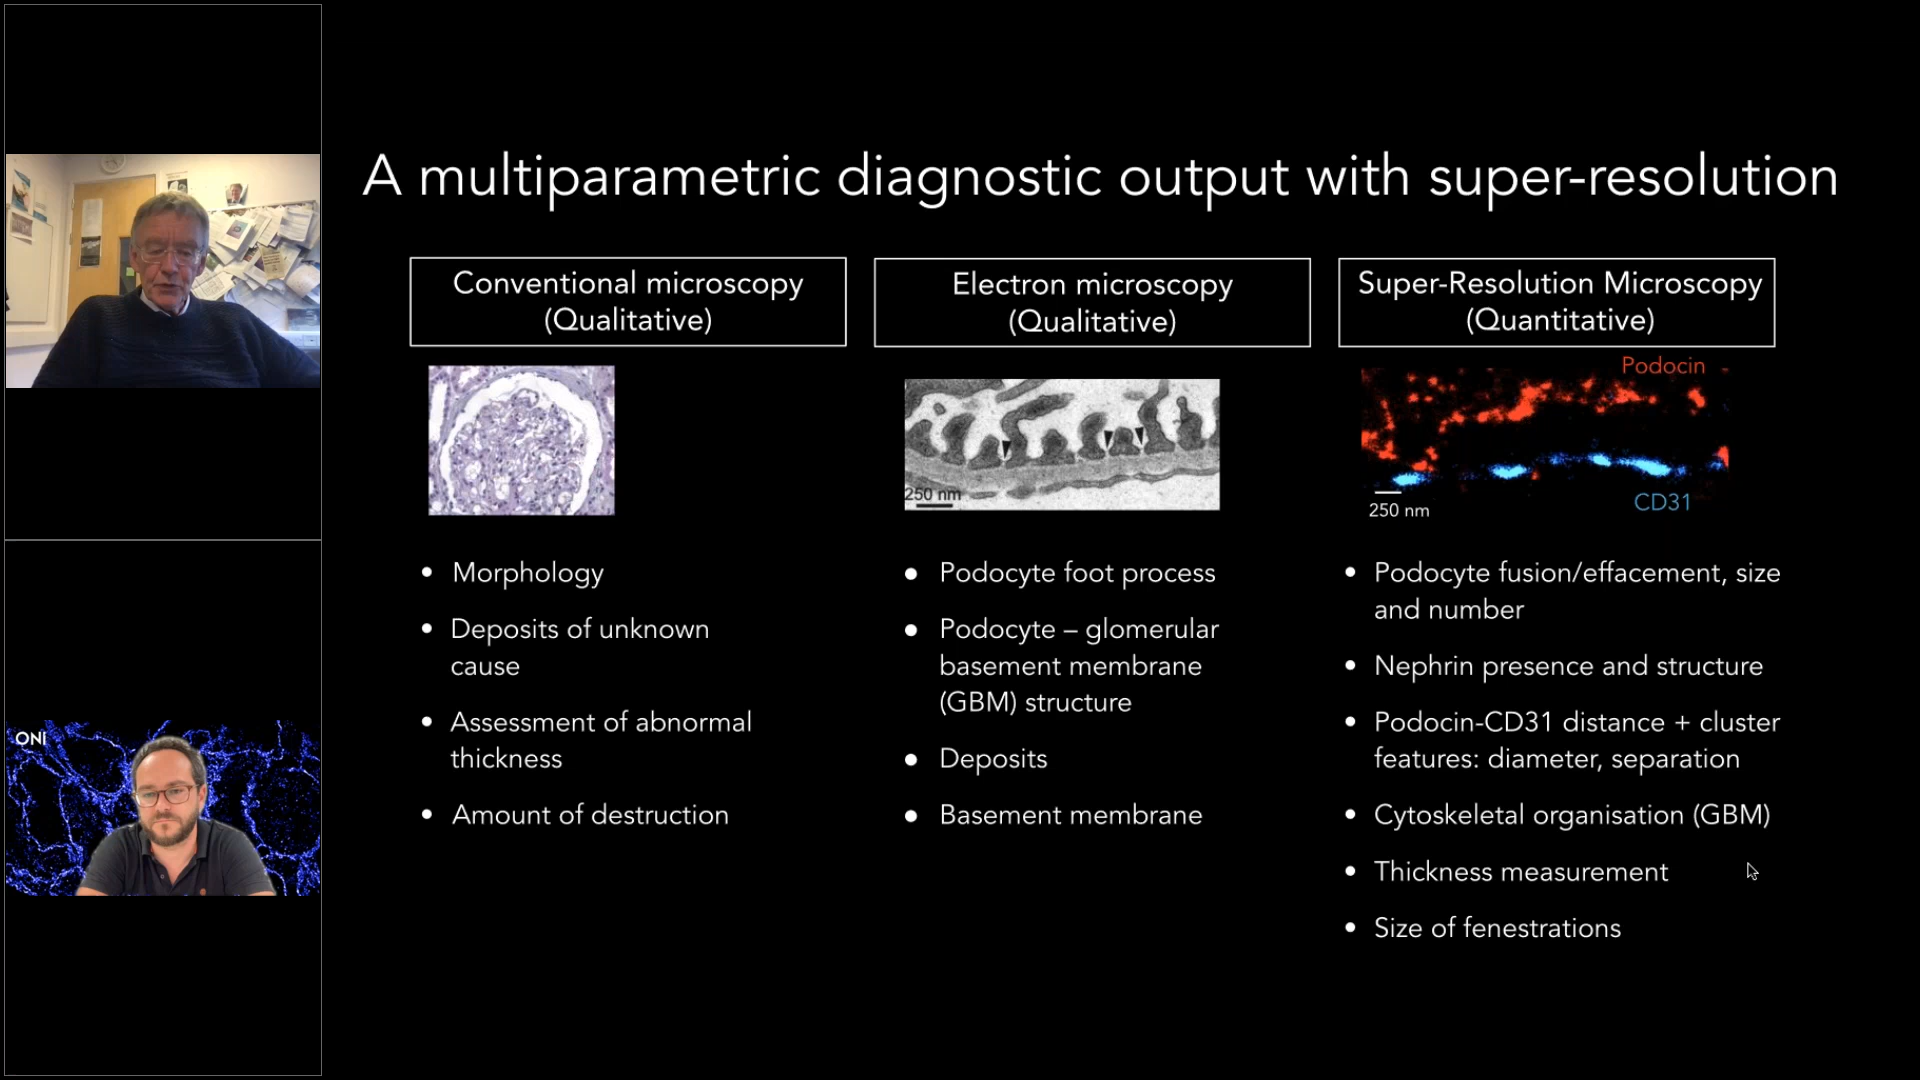 A multiparametric diagnostic output with super-resolution
Conventional microscopy
(Qualitative)
Electron microscopy
(Qualitative)
Super-Resolution Microscopy
(Quantitative)
250 nm
Podocin
CD31
250 nm
• Morphology
• Deposits of unknown
cause
• Assessment of abnormal
thickness
• Amount of destruction
• Podocyte foot process
• Podocyte – glomerular
basement membrane
(GBM) structure
• Deposits
• Basement membrane
• Podocyte fusion/effacement, size
and number
• Nephrin presence and structure
• Podocin-CD31 distance + cluster
features: diameter, separation
• Cytoskeletal organisation (GBM)
• Thickness measurement
• Size of fenestrations
ONI